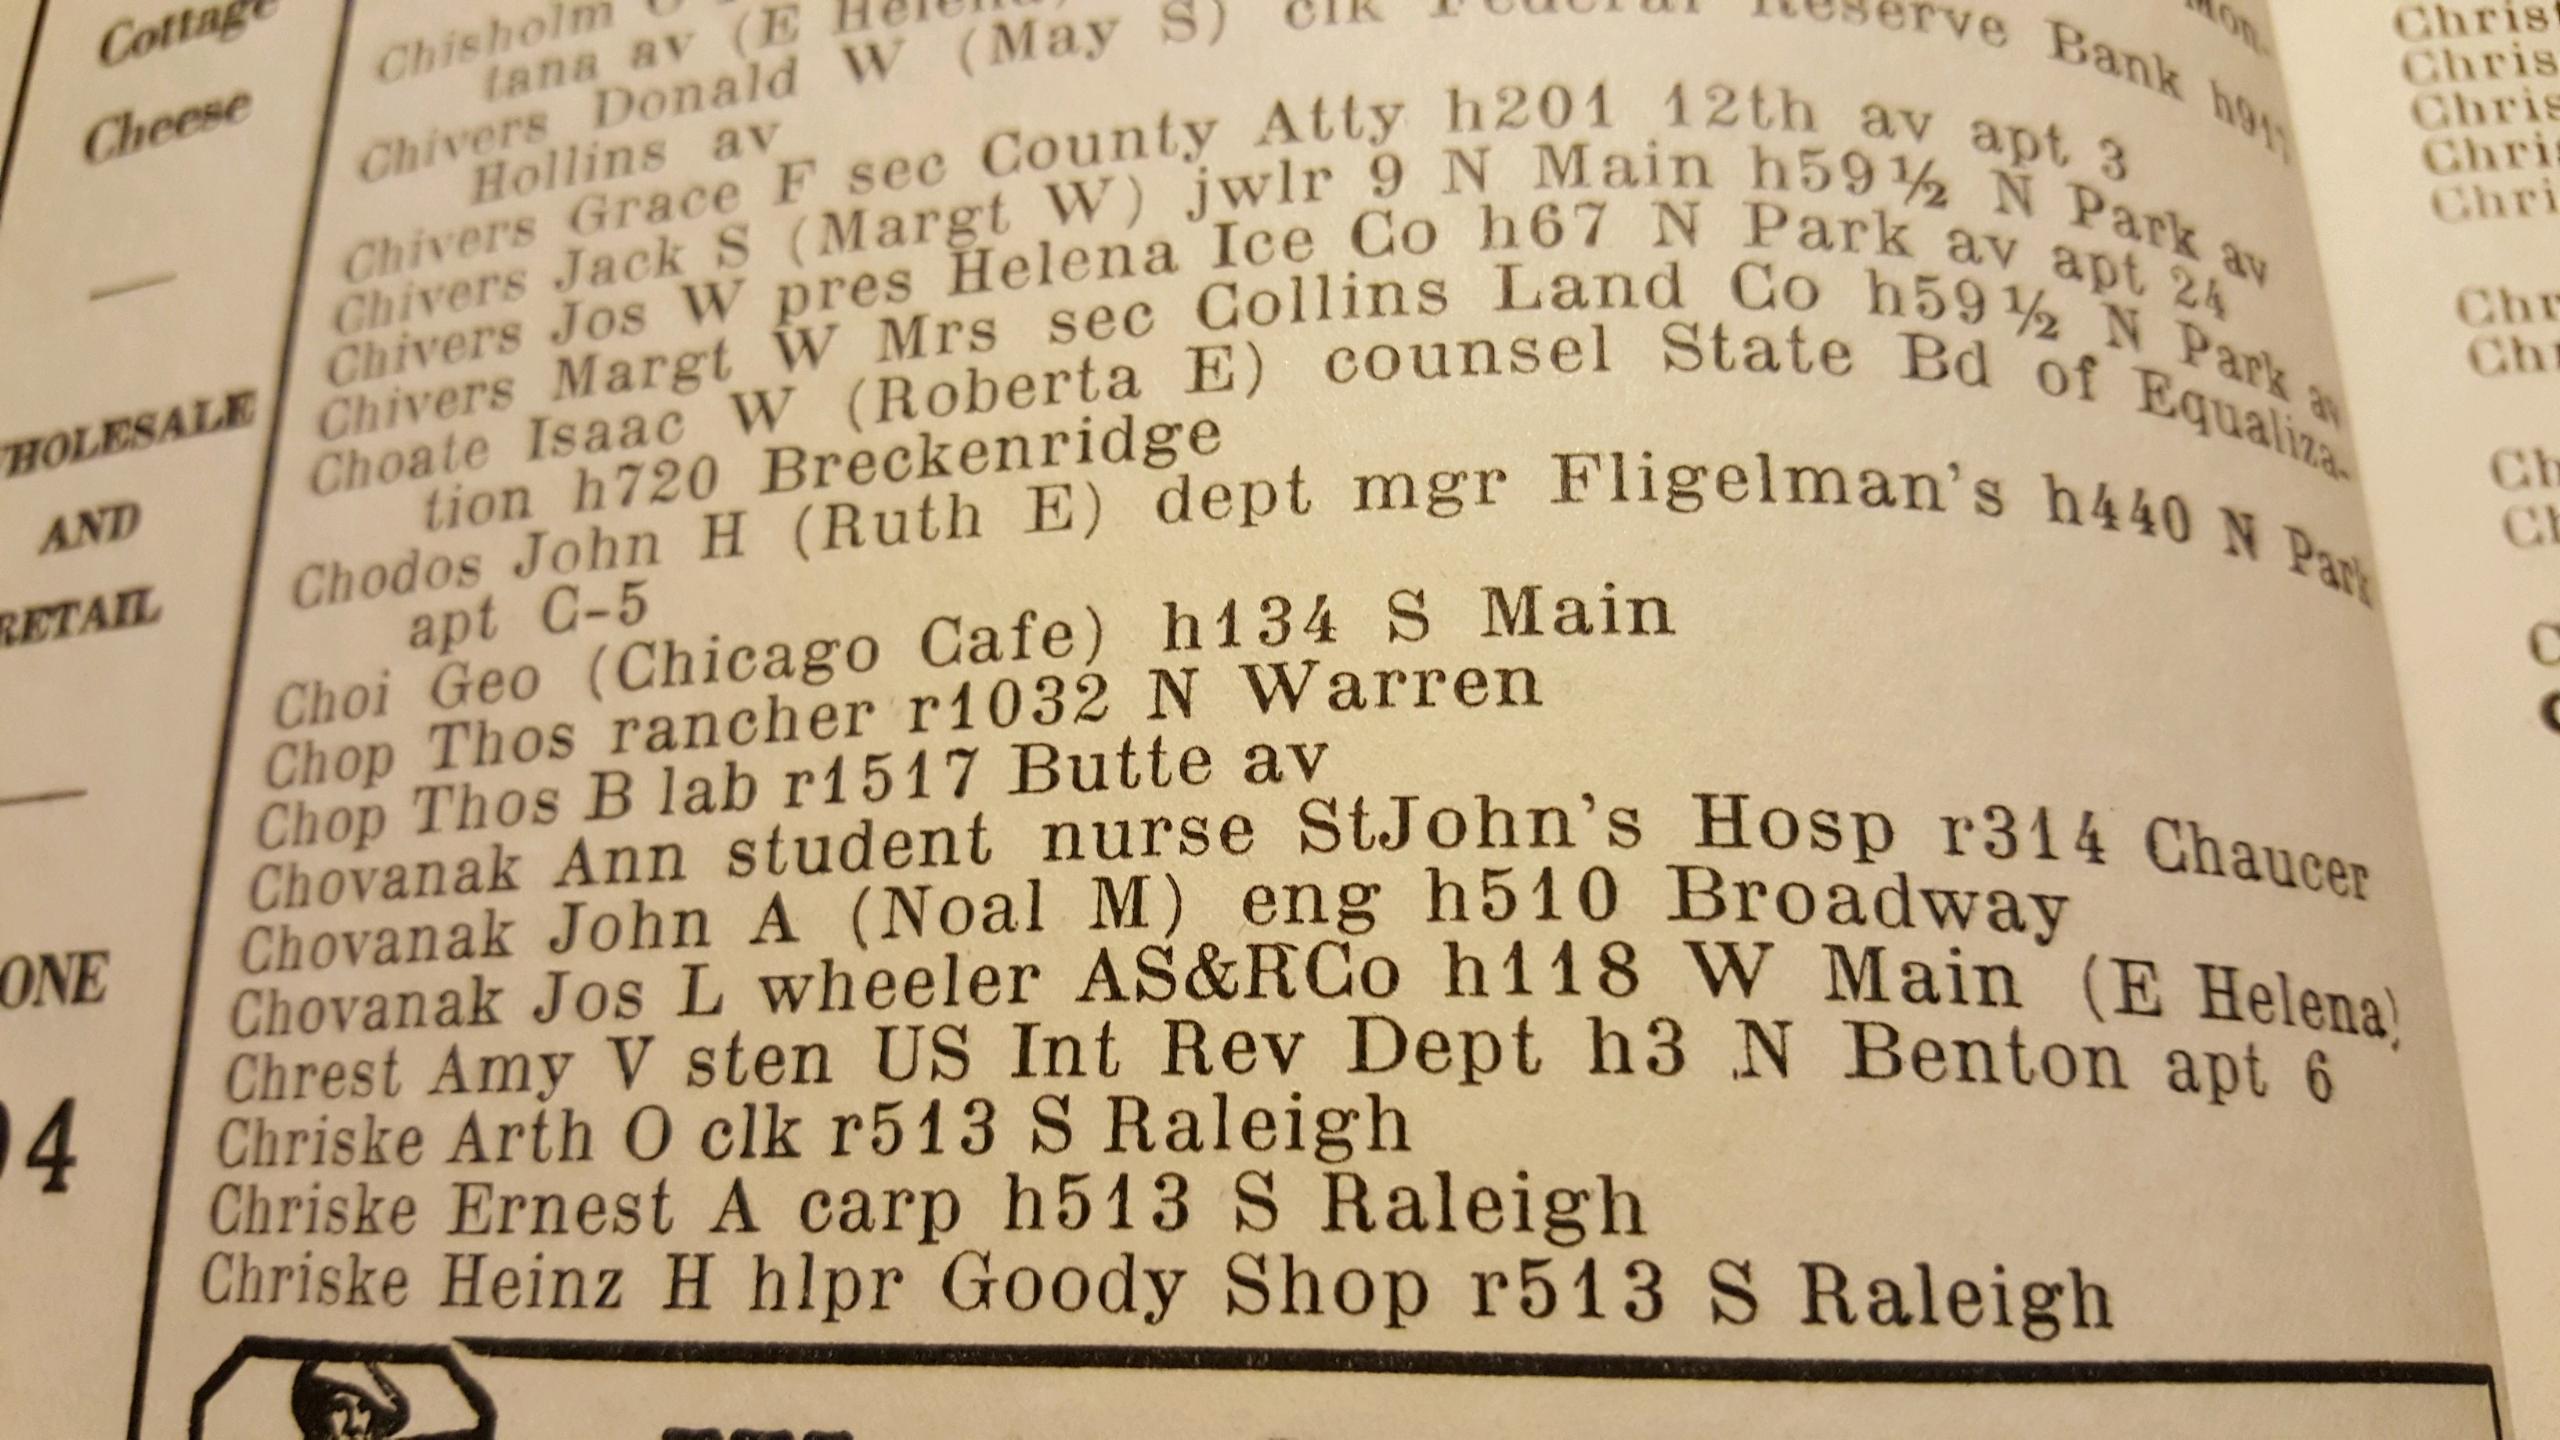 Cottage
Cheese
WHOLESALE
AND
RETAIL
ONE
94
Chisholm
tana av (E Helena)
Chivers Donald W (May S) clk Federal Reserve Bank h911
Hollins av
Chivers Grace F sec County Atty h201 12th av apt 3
Chivers Jack S (Margt W) jwlr 9 N Main h59½ N Park av
Chivers Jos W pres Helena Ice Co h67 N Park av apt 24
Chivers Margt W Mrs sec Collins Land Co h59½ N Park av
Choate Isaac W (Roberta E) counsel State Bd of Equaliza-
tion h720 Breckenridge
Chodos John H (Ruth E) dept mgr Fligelman's h440 N Park
apt C-5
Choi Geo (Chicago Cafe) h134 S Main
Chop Thos rancher r1032 N Warren
Chop Thos B lab r1517 Butte av
Chovanak Ann student nurse StJohn's Hosp r314 Chaucer
Chovanak John A (Noal M) eng h510 Broadway
Chovanak Jos L wheeler AS&RCo h118 W Main (E Helena)
Chrest Amy V sten US Int Rev Dept h3 N Benton apt 6
Chriske Arth O clk r513 S Raleigh
Chriske Ernest A carp h513 S Raleigh
Chriske Heinz H hlpr Goody Shop r513 S Raleigh